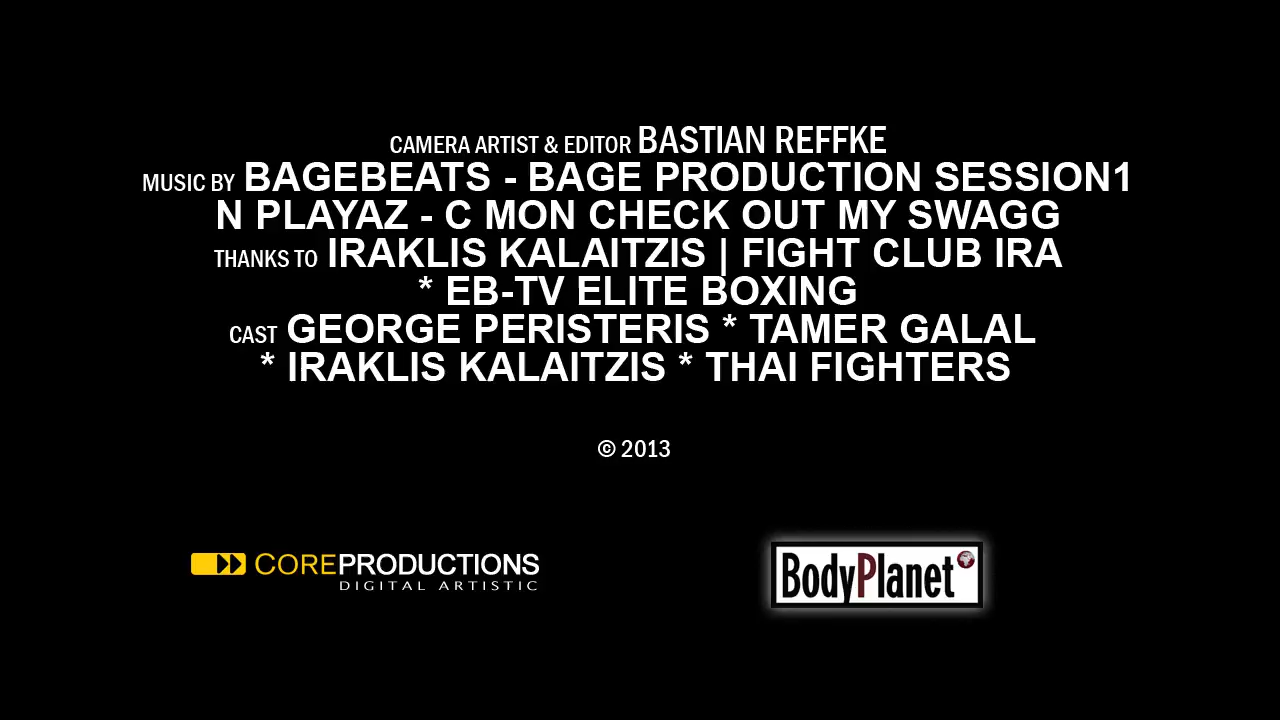 CAMERA ARTIST & EDITOR BASTIAN REFFKE
MUSIC BY BAGEBEATS - BAGE PRODUCTION SESSION1
N PLAYAZ - C MON CHECK OUT MY SWAGG
THANKS TO IRAKLIS KALAITZIS | FIGHT CLUB IRA
* EB-TV ELITE BOXING
CAST GEORGE PERISTERIS * TAMER GALAL
* IRAKLIS KALAITZIS * THAI FIGHTERS
© 2013
COREPRODUCTIONS
DIGITAL ARTISTIC
BodyPlanet